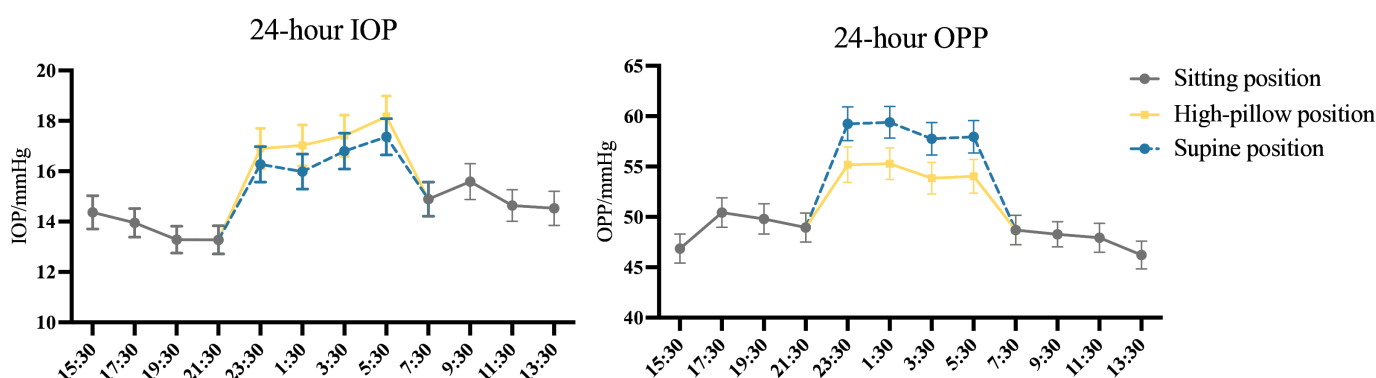 24-hour IOP
IOP/mmHg
20
18
16
14
12
10
15:30 17:30 19:30 21:30 23:30 1:30 3:30 5:30 7:30 9:30 11:30 13:30
24-hour OPP
OPP/mmHg
65
60
55
50
45
40
15:30 17:30 19:30 21:30 23:30 1:30 3:30 5:30 7:30 9:30 11:30 13:30
Sitting position
High-pillow position
Supine position